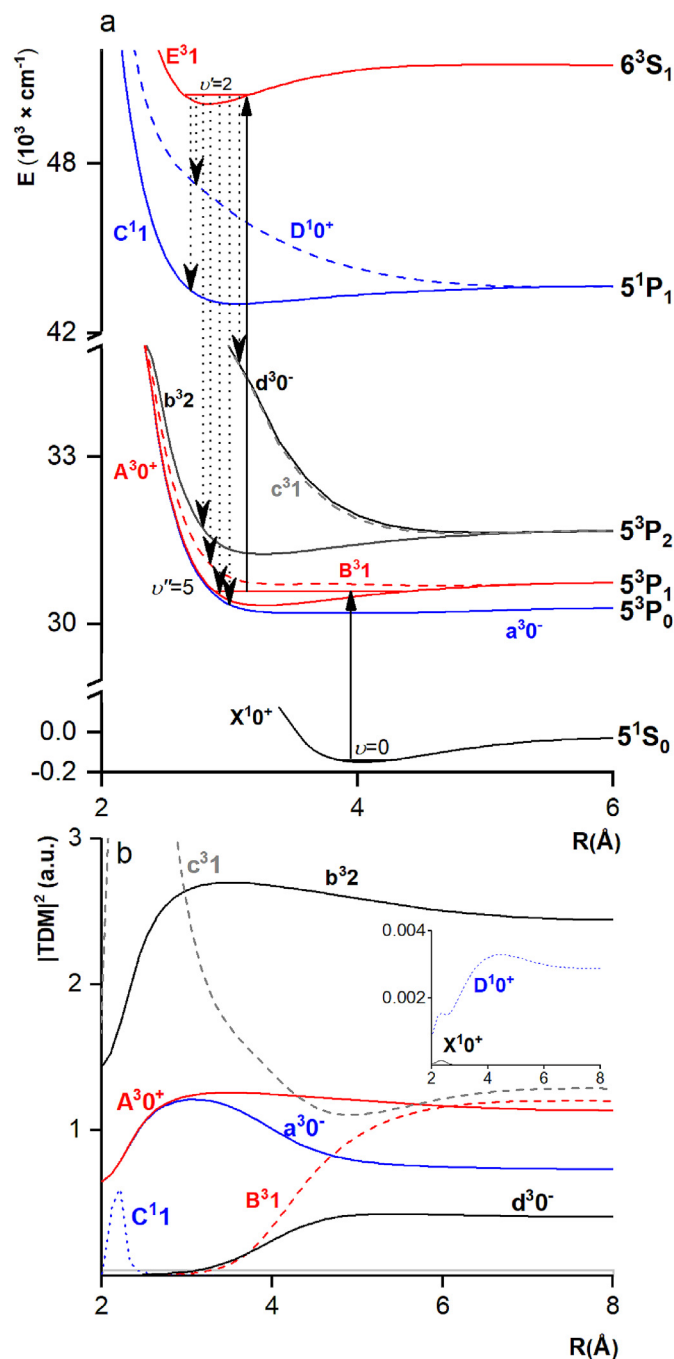 a
E³1
6³S₁
υ'=2
E (10³ × cm⁻¹)
48
C¹1
D¹0⁺
5¹P₁
42
b³2
d³0⁻
33
A³0⁺
c³1
5³P₂
B³1
5³P₁
υ''=5
5³P₀
30
a³0⁻
X¹0⁺
0.0
5¹S₀
υ=0
-0.2
2 4 6
R(Å)
b
3
c³1
b³2
|TDM|² (a.u.)
0.004
2
D¹0⁺
0.002
X¹0⁺
2 4 6 8
A³0⁺
a³0⁻
1
B³1
C¹1
d³0⁻
2 4 6 8
R(Å)